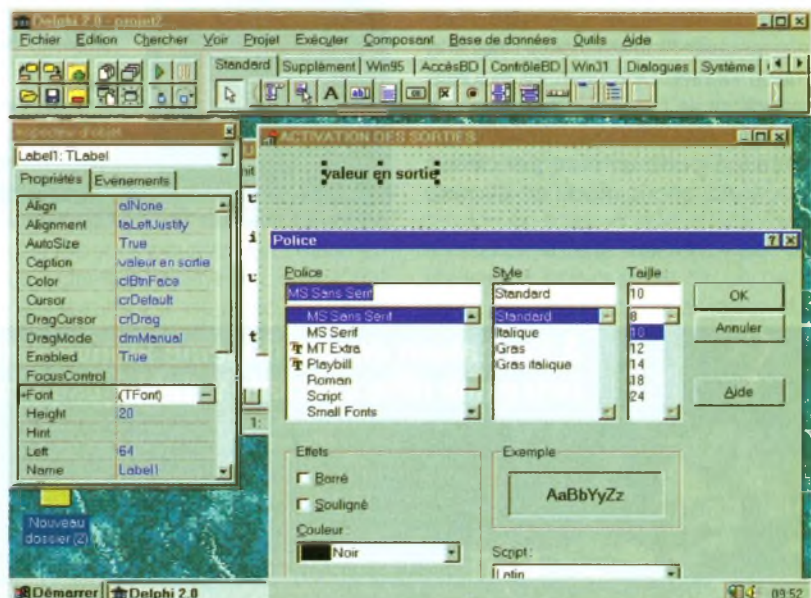 Delphi 2.0 - projet2
Fichier Edition Chercher Voir Projet Exécuter Composant Base de données Outils Aide
Standard Supplément Win95 AccèsBD ContrôleBD Win31 Dialogues Système
Inspecteur d'objet
Label1: TLabel
Propriétés Evénements
Align alNone
Alignment taLeftJustify
AutoSize True
Caption valeur en sortie
Color clBtnFace
Cursor crDefault
DragCursor crDrag
DragMode dmManual
Enabled True
FocusControl
+Font (TFont)
Height 20
Hint
Left 64
Name Label1
ACTIVATION DES SORTIES
valeur en sortie
Police
Police
MS Sans Serif
MS Sans Serif
MS Serif
MT Extra
Playbill
Roman
Script
Small Fonts
Style
Standard
Standard
Italique
Gras
Gras italique
Taille
10
8
10
12
14
18
24
OK
Annuler
Aide
Effets
Barré
Souligné
Couleur :
Noir
Exemple
AaBbYyZz
Script :
Latin
1:
Nouveau
dossier (2)
Démarrer Delphi 2.0 09:52